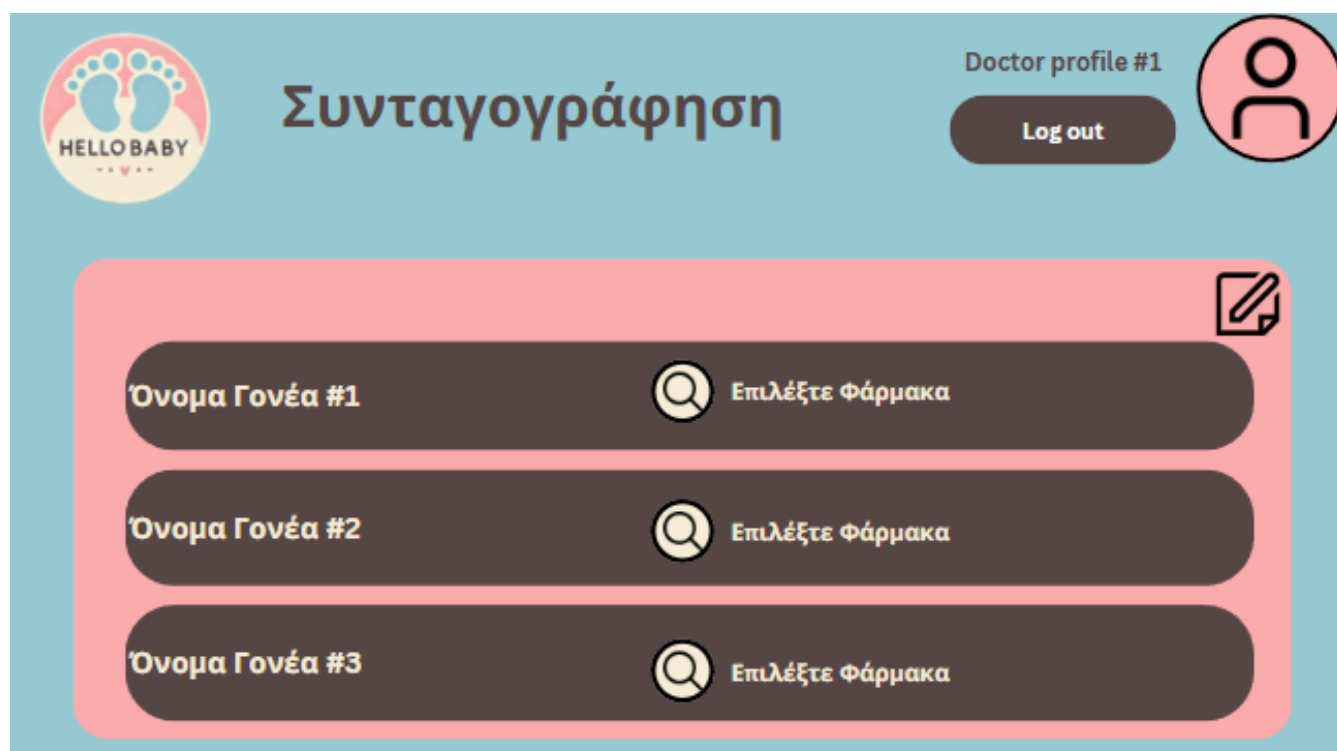 HELLO BABY
Συνταγογράφηση
Doctor profile #1
Log out
Όνομα Γονέα #1
Επιλέξτε Φάρμακα
Όνομα Γονέα #2
Επιλέξτε Φάρμακα
Όνομα Γονέα #3
Επιλέξτε Φάρμακα